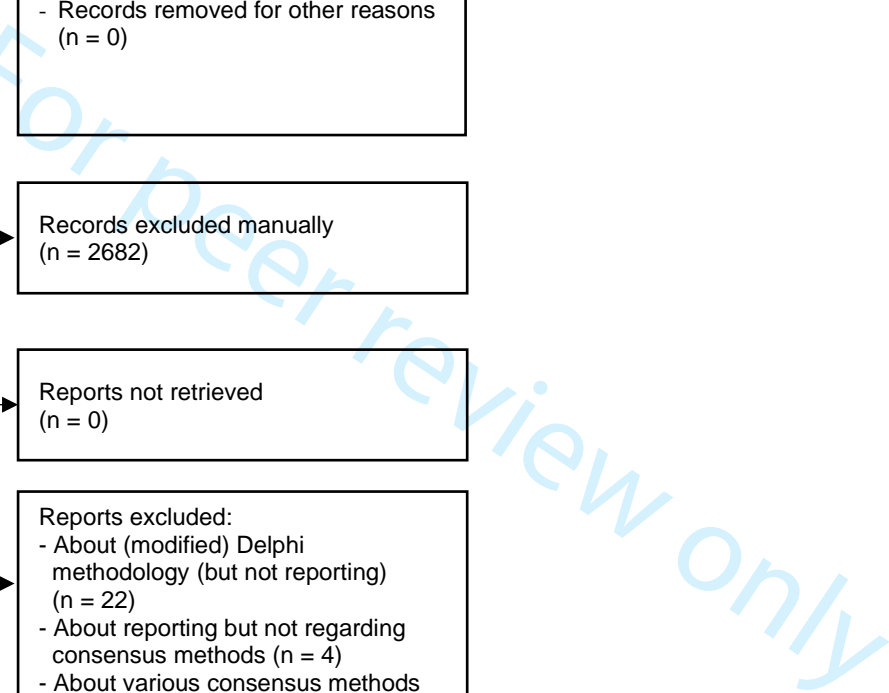 - Records removed for other reasons
(n = 0)
Records excluded manually
(n = 2682)
Reports not retrieved
(n = 0)
Reports excluded:
- About (modified) Delphi
methodology (but not reporting)
(n = 22)
- About reporting but not regarding
consensus methods (n = 4)
- About various consensus methods
For peer review only